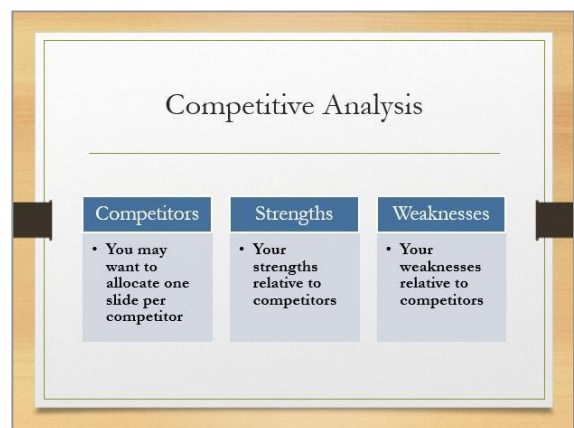 Competitive Analysis
Competitors
• You may
want to
allocate one
slide per
competitor
Strengths
• Your
strengths
relative to
competitors
Weaknesses
• Your
weaknesses
relative to
competitors